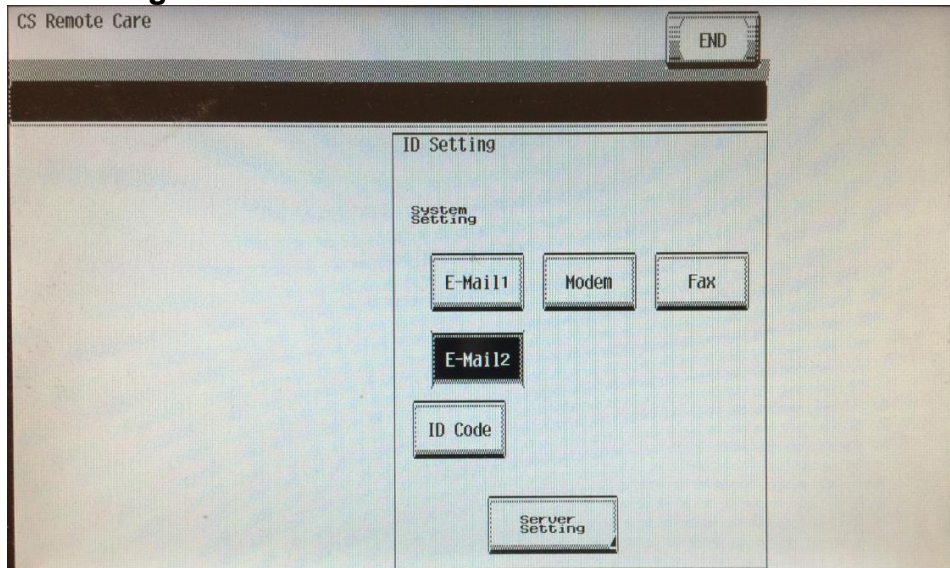 CS Remote Care
END
ID Setting
System
Setting
E-Mail1
Modem
Fax
E-Mail2
ID Code
Server
Setting